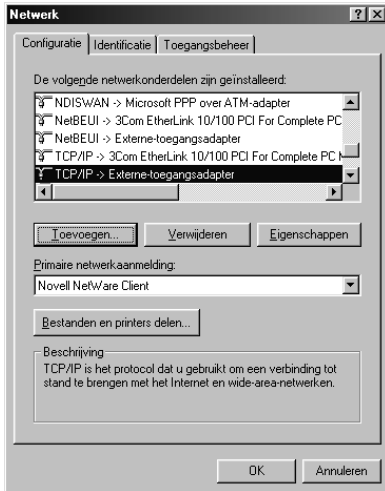 Netwerk
Configuratie Identificatie Toegangsbeheer
De volgende netwerkonderdelen zijn geïnstalleerd:
NDISWAN -> Microsoft PPP over ATM-adapter
NetBEUI -> 3Com EtherLink 10/100 PCI For Complete PC
NetBEUI -> Externe-toegangsadapter
TCP/IP -> 3Com EtherLink 10/100 PCI For Complete PC M
TCP/IP -> Externe-toegangsadapter
Toevoegen... Verwijderen Eigenschappen
Primaire netwerkaanmelding:
Novell NetWare Client
Bestanden en printers delen...
Beschrijving
TCP/IP is het protocol dat u gebruikt om een verbinding tot
stand te brengen met het Internet en wide-area-netwerken.
OK Annuleren